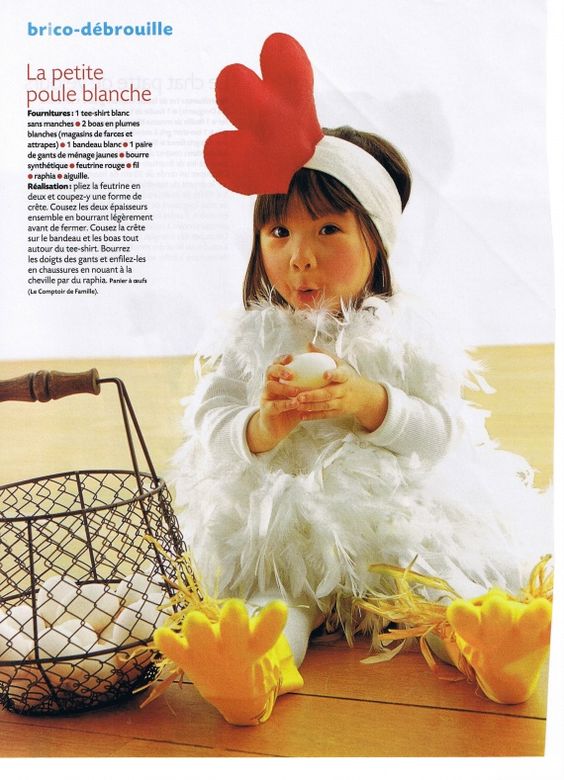 brico-débrouille
La petite
poule blanche
Fournitures : 1 tee-shirt blanc
sans manches ● 2 boas en plumes
blanches (magasins de farces et
attrapes) ● 1 bandeau blanc ● 1 paire
de gants de ménage jaunes ● bourre
synthétique ● feutrine rouge ● fil
● raphia ● aiguille.
Réalisation : pliez la feutrine en
deux et coupez-y une forme de
crête. Cousez les deux épaisseurs
ensemble en bourrant légèrement
avant de fermer. Cousez la crête
sur le bandeau et les boas tout
autour du tee-shirt. Bourrez
les doigts des gants et enfilez-les
en chaussures en nouant à la
cheville par du raphia. Panier à œufs
(Le Comptoir de Famille).